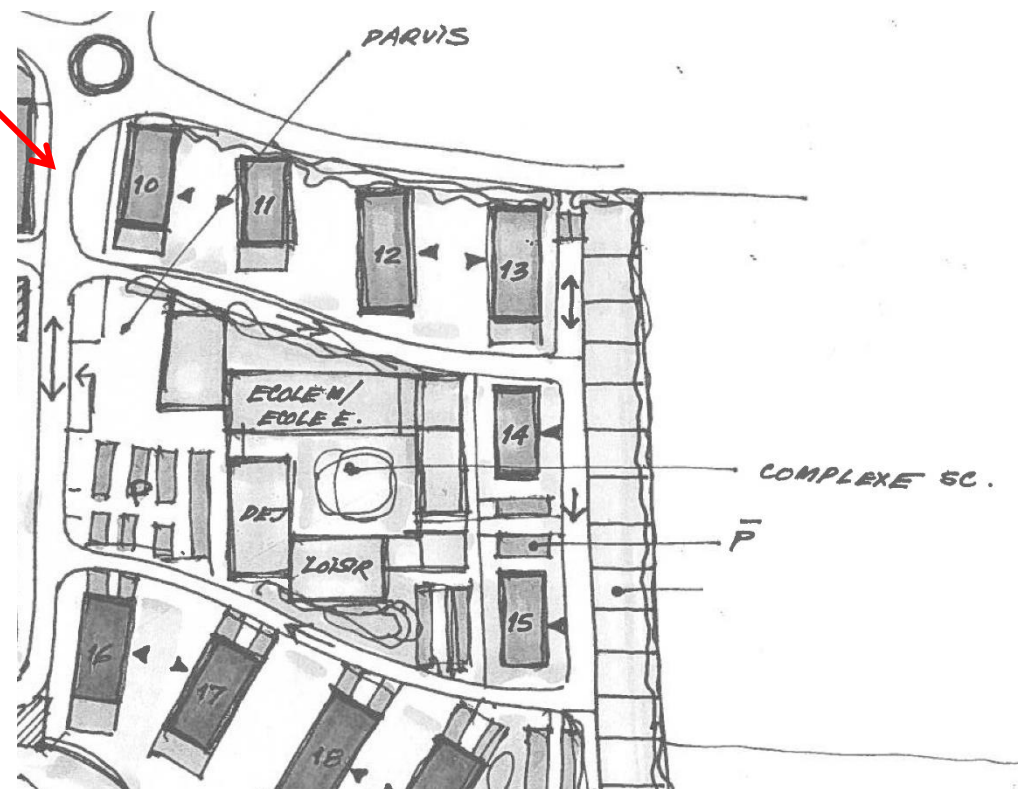 PARVIS
10
11
12
13
ECOLE M/
ECOLE E.
14
COMPLEXE SC.
P
DEJ
P
LOISIR
15
16
17
18